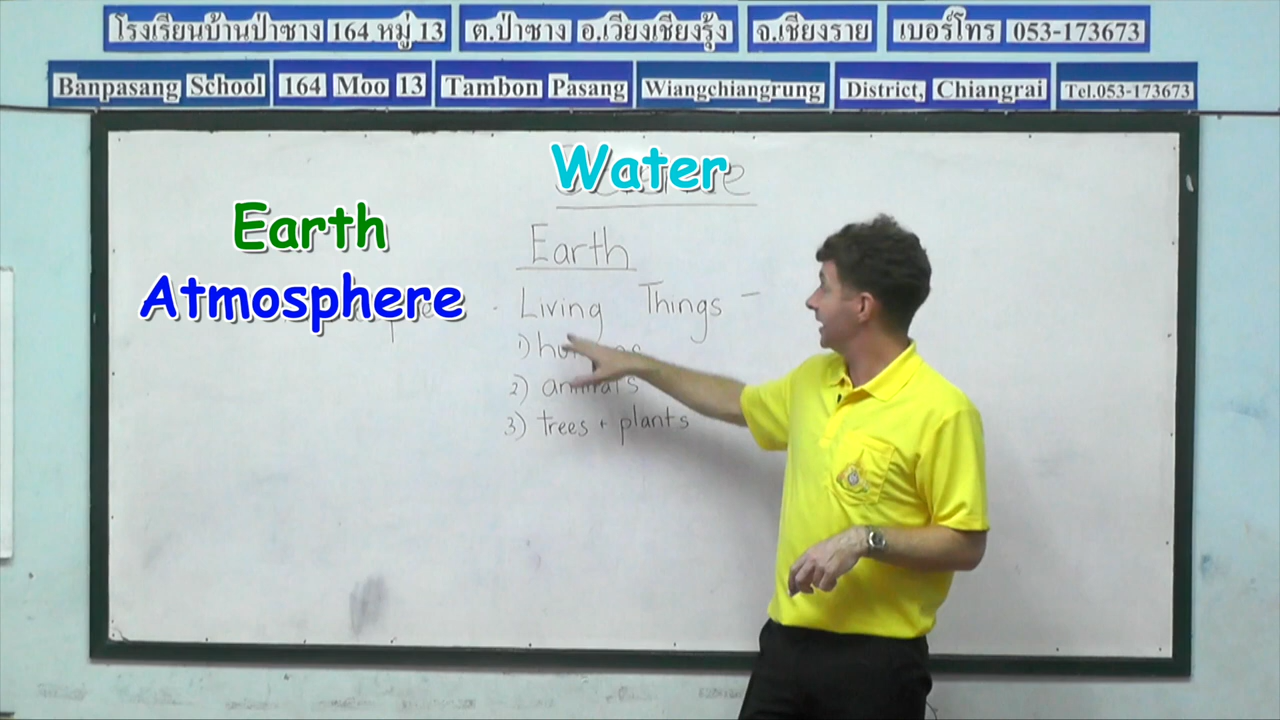 โรงเรียนบ้านป่าซาง 164 หมู่ 13 ต.ป่าซาง อ.เวียงเชียงรุ้ง จ.เชียงราย เบอร์โทร 053-173673
Banpasang School 164 Moo 13 Tambon Pasang Wiangchiangrung District, Chiangrai Tel.053-173673
Water
Earth
Atmosphere
Earth
- Living Things -
1) humans
2) animals
3) trees + plants